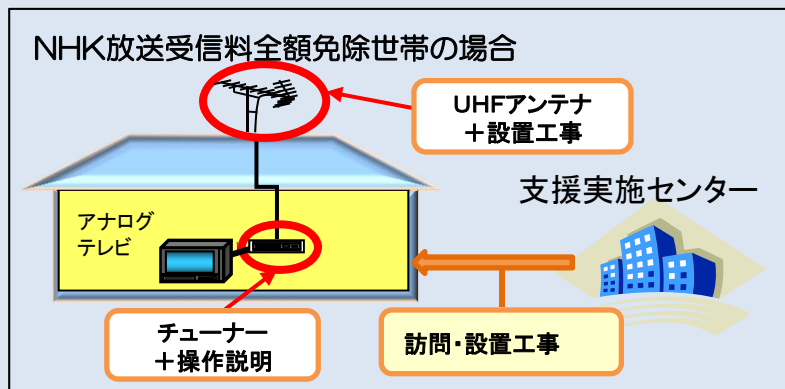 NHK放送受信料全額免除世帯の場合
UHFアンテナ
＋設置工事
支援実施センター
アナログ
テレビ
チューナー
＋操作説明
訪問・設置工事